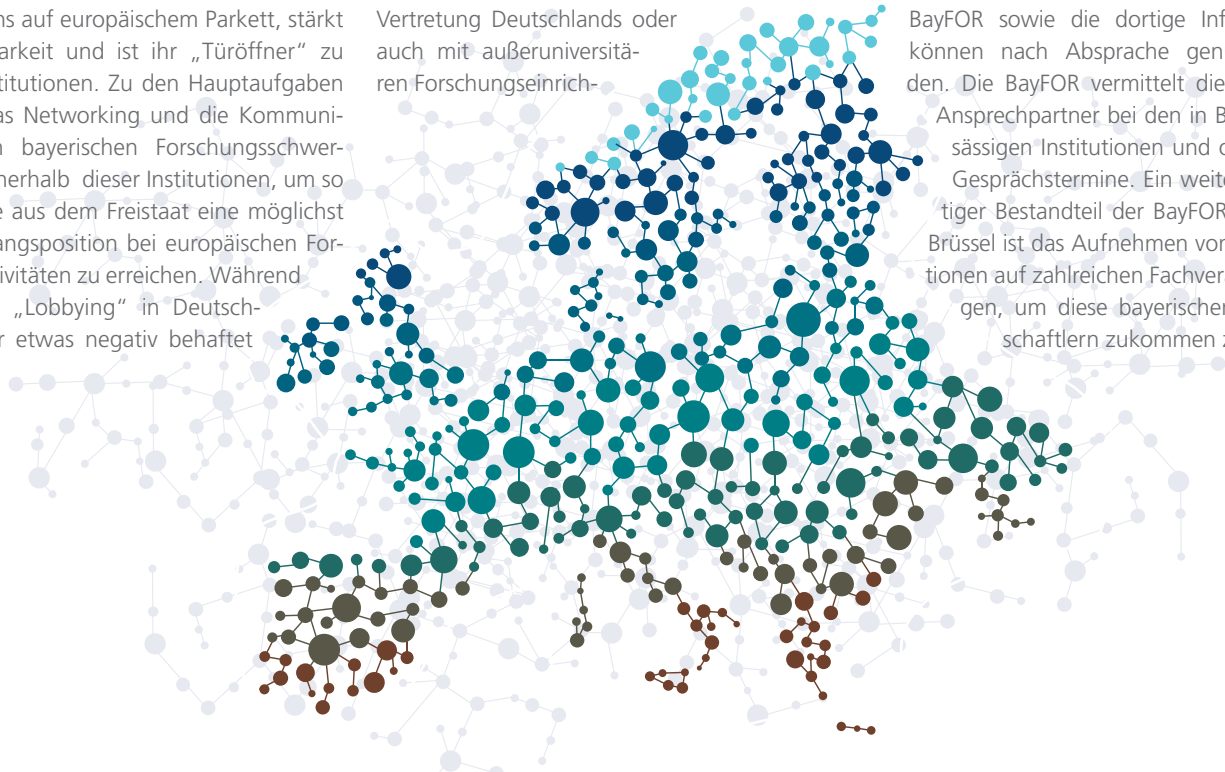 ns auf europäischem Parkett, stärkt
arkeit und ist ihr „Türöffner“ zu
titutionen. Zu den Hauptaufgaben
as Networking und die Kommuni-
n bayerischen Forschungsschwer-
nerhalb dieser Institutionen, um so
e aus dem Freistaat eine möglichst
angsposition bei europäischen For-
ivitäten zu erreichen. Während
„Lobbying“ in Deutsch-
r etwas negativ behaftet
Vertretung Deutschlands oder
auch mit außeruniversitä-
ren Forschungseinrich-
BayFOR sowie die dortige Inf
können nach Absprache gen
den. Die BayFOR vermittelt die
Ansprechpartner bei den in B
sässigen Institutionen und o
Gesprächstermine. Ein weite
tiger Bestandteil der BayFOR
Brüssel ist das Aufnehmen von
tionen auf zahlreichen Fachver
gen, um diese bayerischen
schaftlern zukommen z